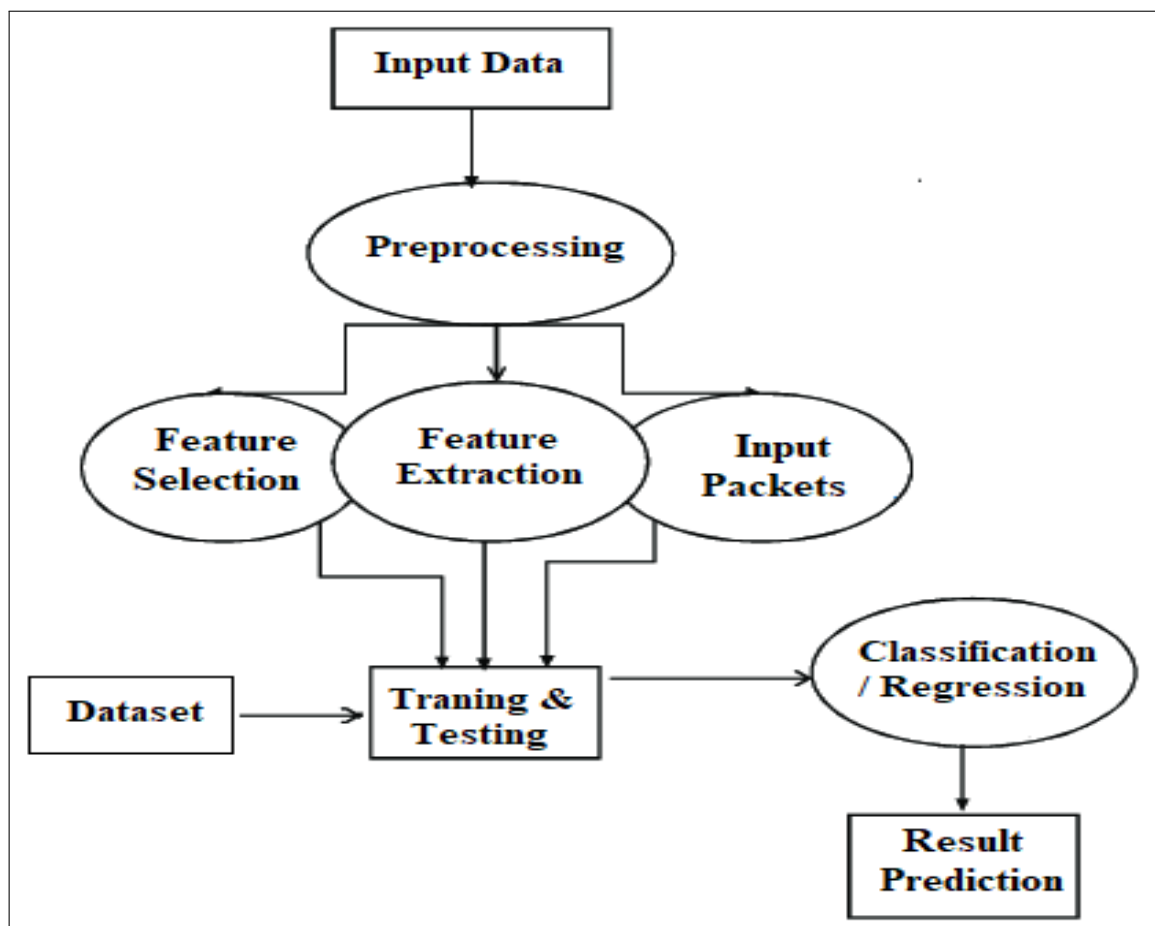 Input Data
Preprocessing
Feature
Selection
Feature
Extraction
Input
Packets
Dataset
Traning &
Testing
Classification
/ Regression
Result
Prediction